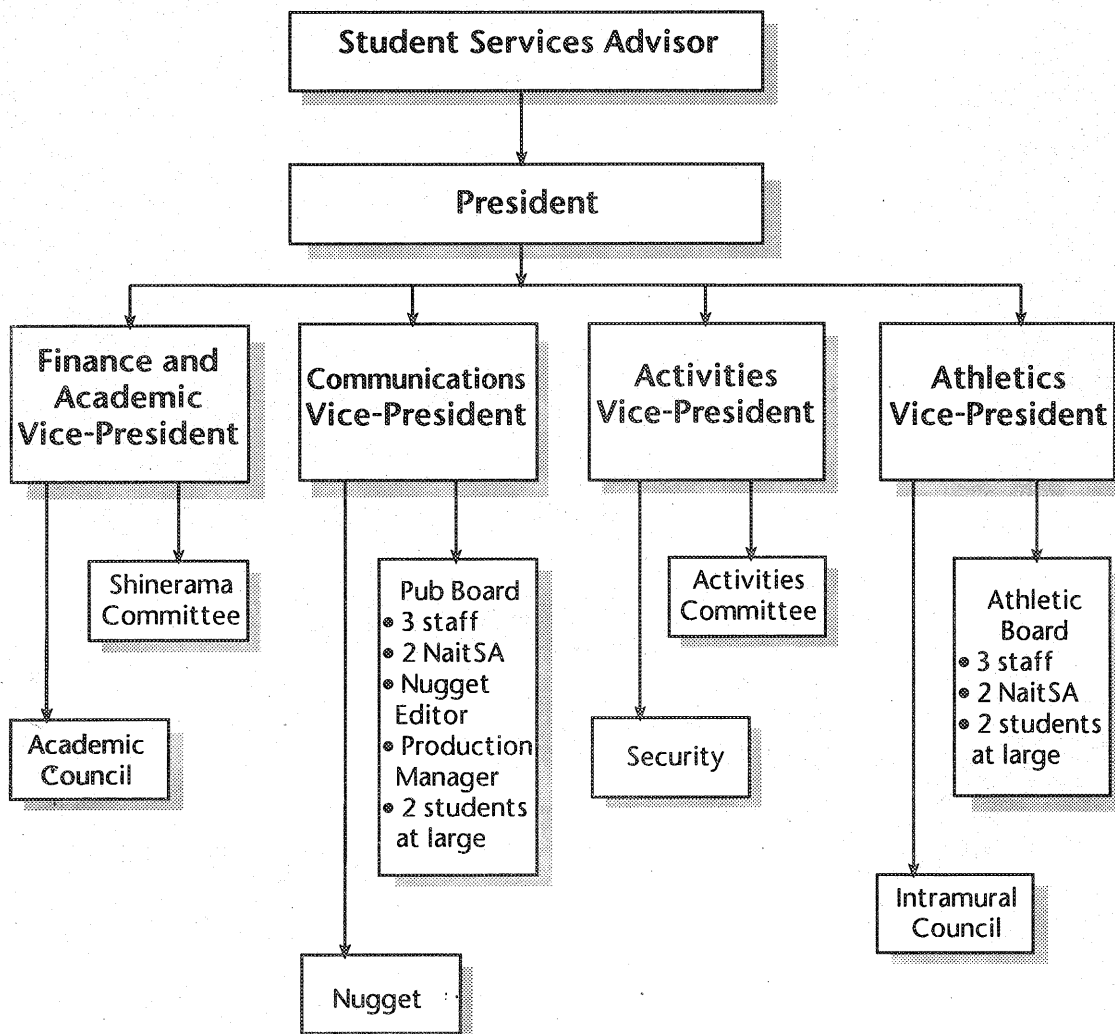 Student Services Advisor
President
Finance and
Academic
Vice-President
Communications
Vice-President
Activities
Vice-President
Athletics
Vice-President
Shinerama
Committee
Academic
Council
Pub Board
• 3 staff
• 2 NaitSA
• Nugget
Editor
• Production
Manager
• 2 students
at large
Nugget
Activities
Committee
Security
Athletic
Board
• 3 staff
• 2 NaitSA
• 2 students
at large
Intramural
Council